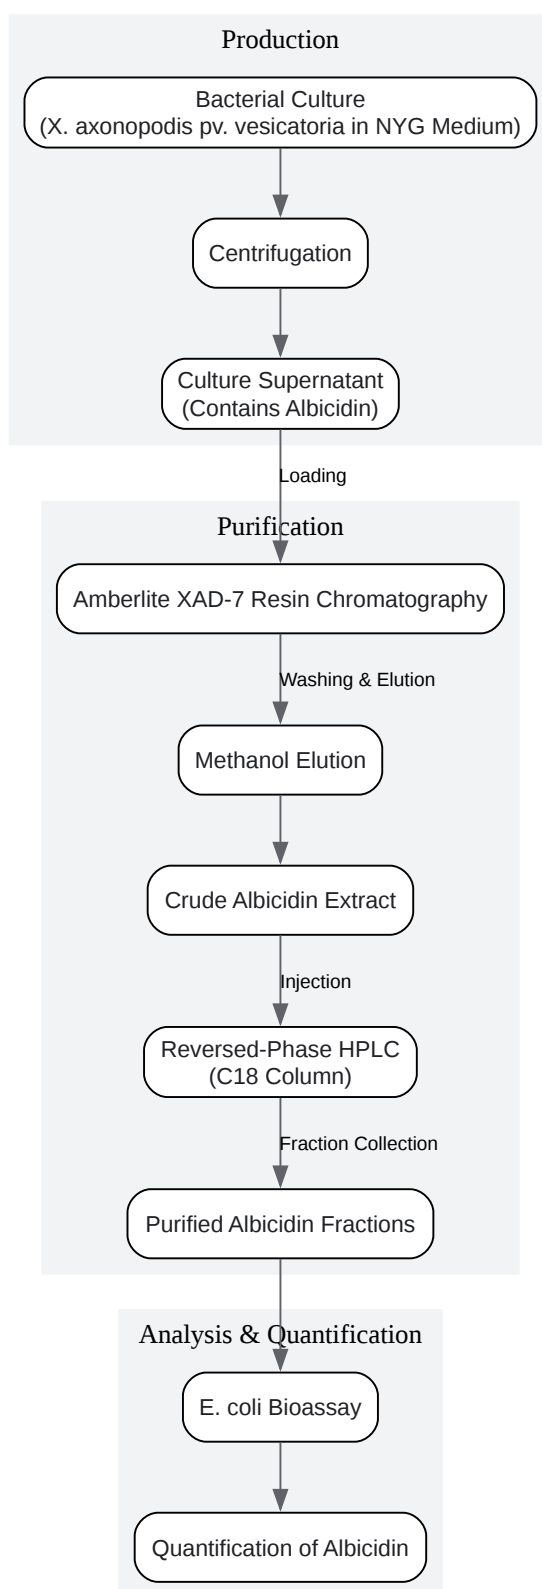 Production
Bacterial Culture
(X. axonopodis pv. vesicatoria in NYG Medium)
Centrifugation
Culture Supernatant
(Contains Albicidin)
Loading
Purification
Amberlite XAD-7 Resin Chromatography
Washing & Elution
Methanol Elution
Crude Albicidin Extract
Injection
Reversed-Phase HPLC
(C18 Column)
Fraction Collection
Purified Albicidin Fractions
Analysis & Quantification
E. coli Bioassay
Quantification of Albicidin